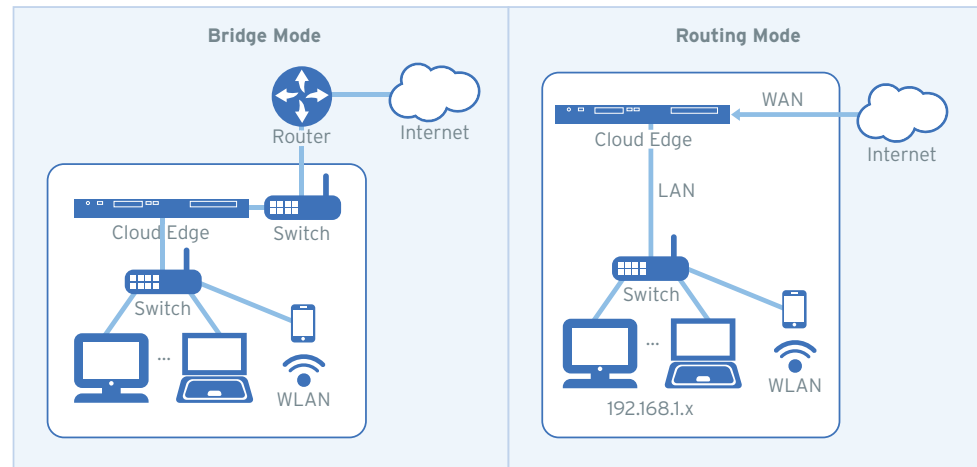 Bridge Mode
Router
Internet
Cloud Edge
Switch
Switch
...
WLAN
Routing Mode
WAN
Cloud Edge
Internet
LAN
Switch
...
WLAN
192.168.1.x